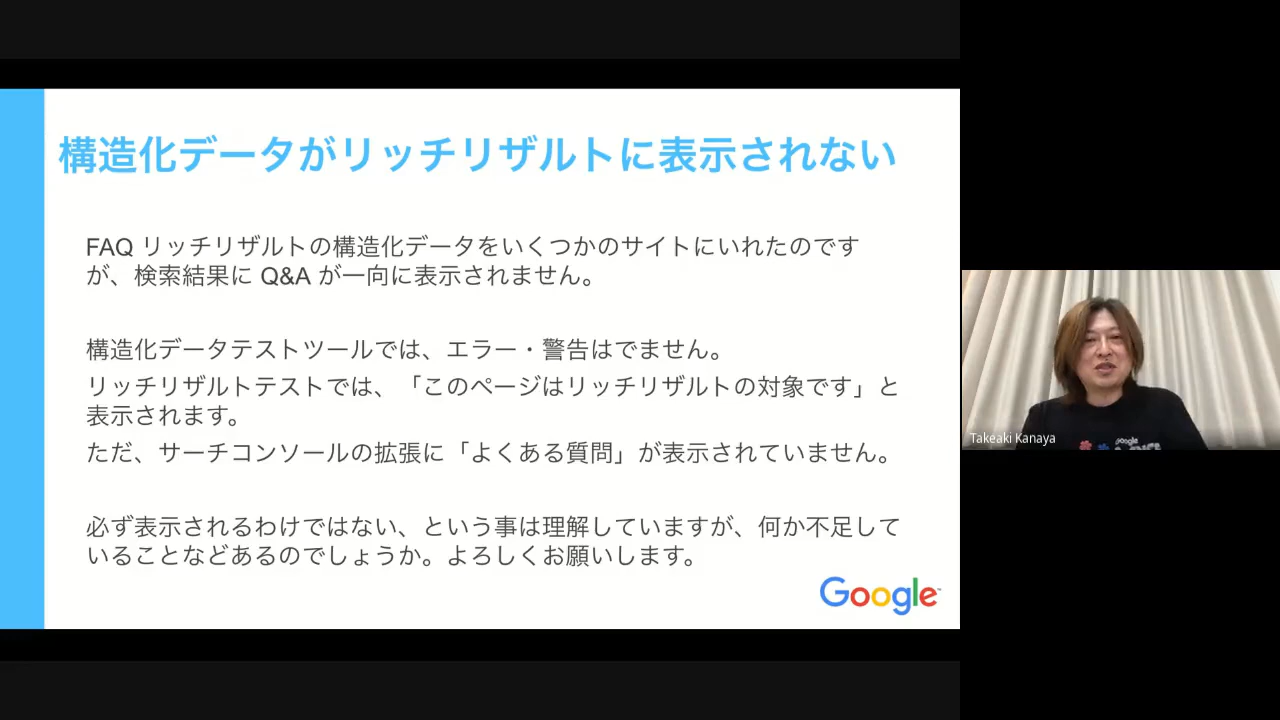 構造化データがリッチリザルトに表示されない
FAQ リッチリザルトの構造化データをいくつかのサイトにいれたのです
が、検索結果に Q&A が一向に表示されません。
構造化データテストツールでは、エラー・警告はでません。
リッチリザルトテストでは、「このページはリッチリザルトの対象です」と
表示されます。
ただ、サーチコンソールの拡張に「よくある質問」が表示されていません。
必ず表示されるわけではない、という事は理解していますが、何か不足して
いることなどあるのでしょうか。よろしくお願いします。
Google
Takeaki Kanaya
Google